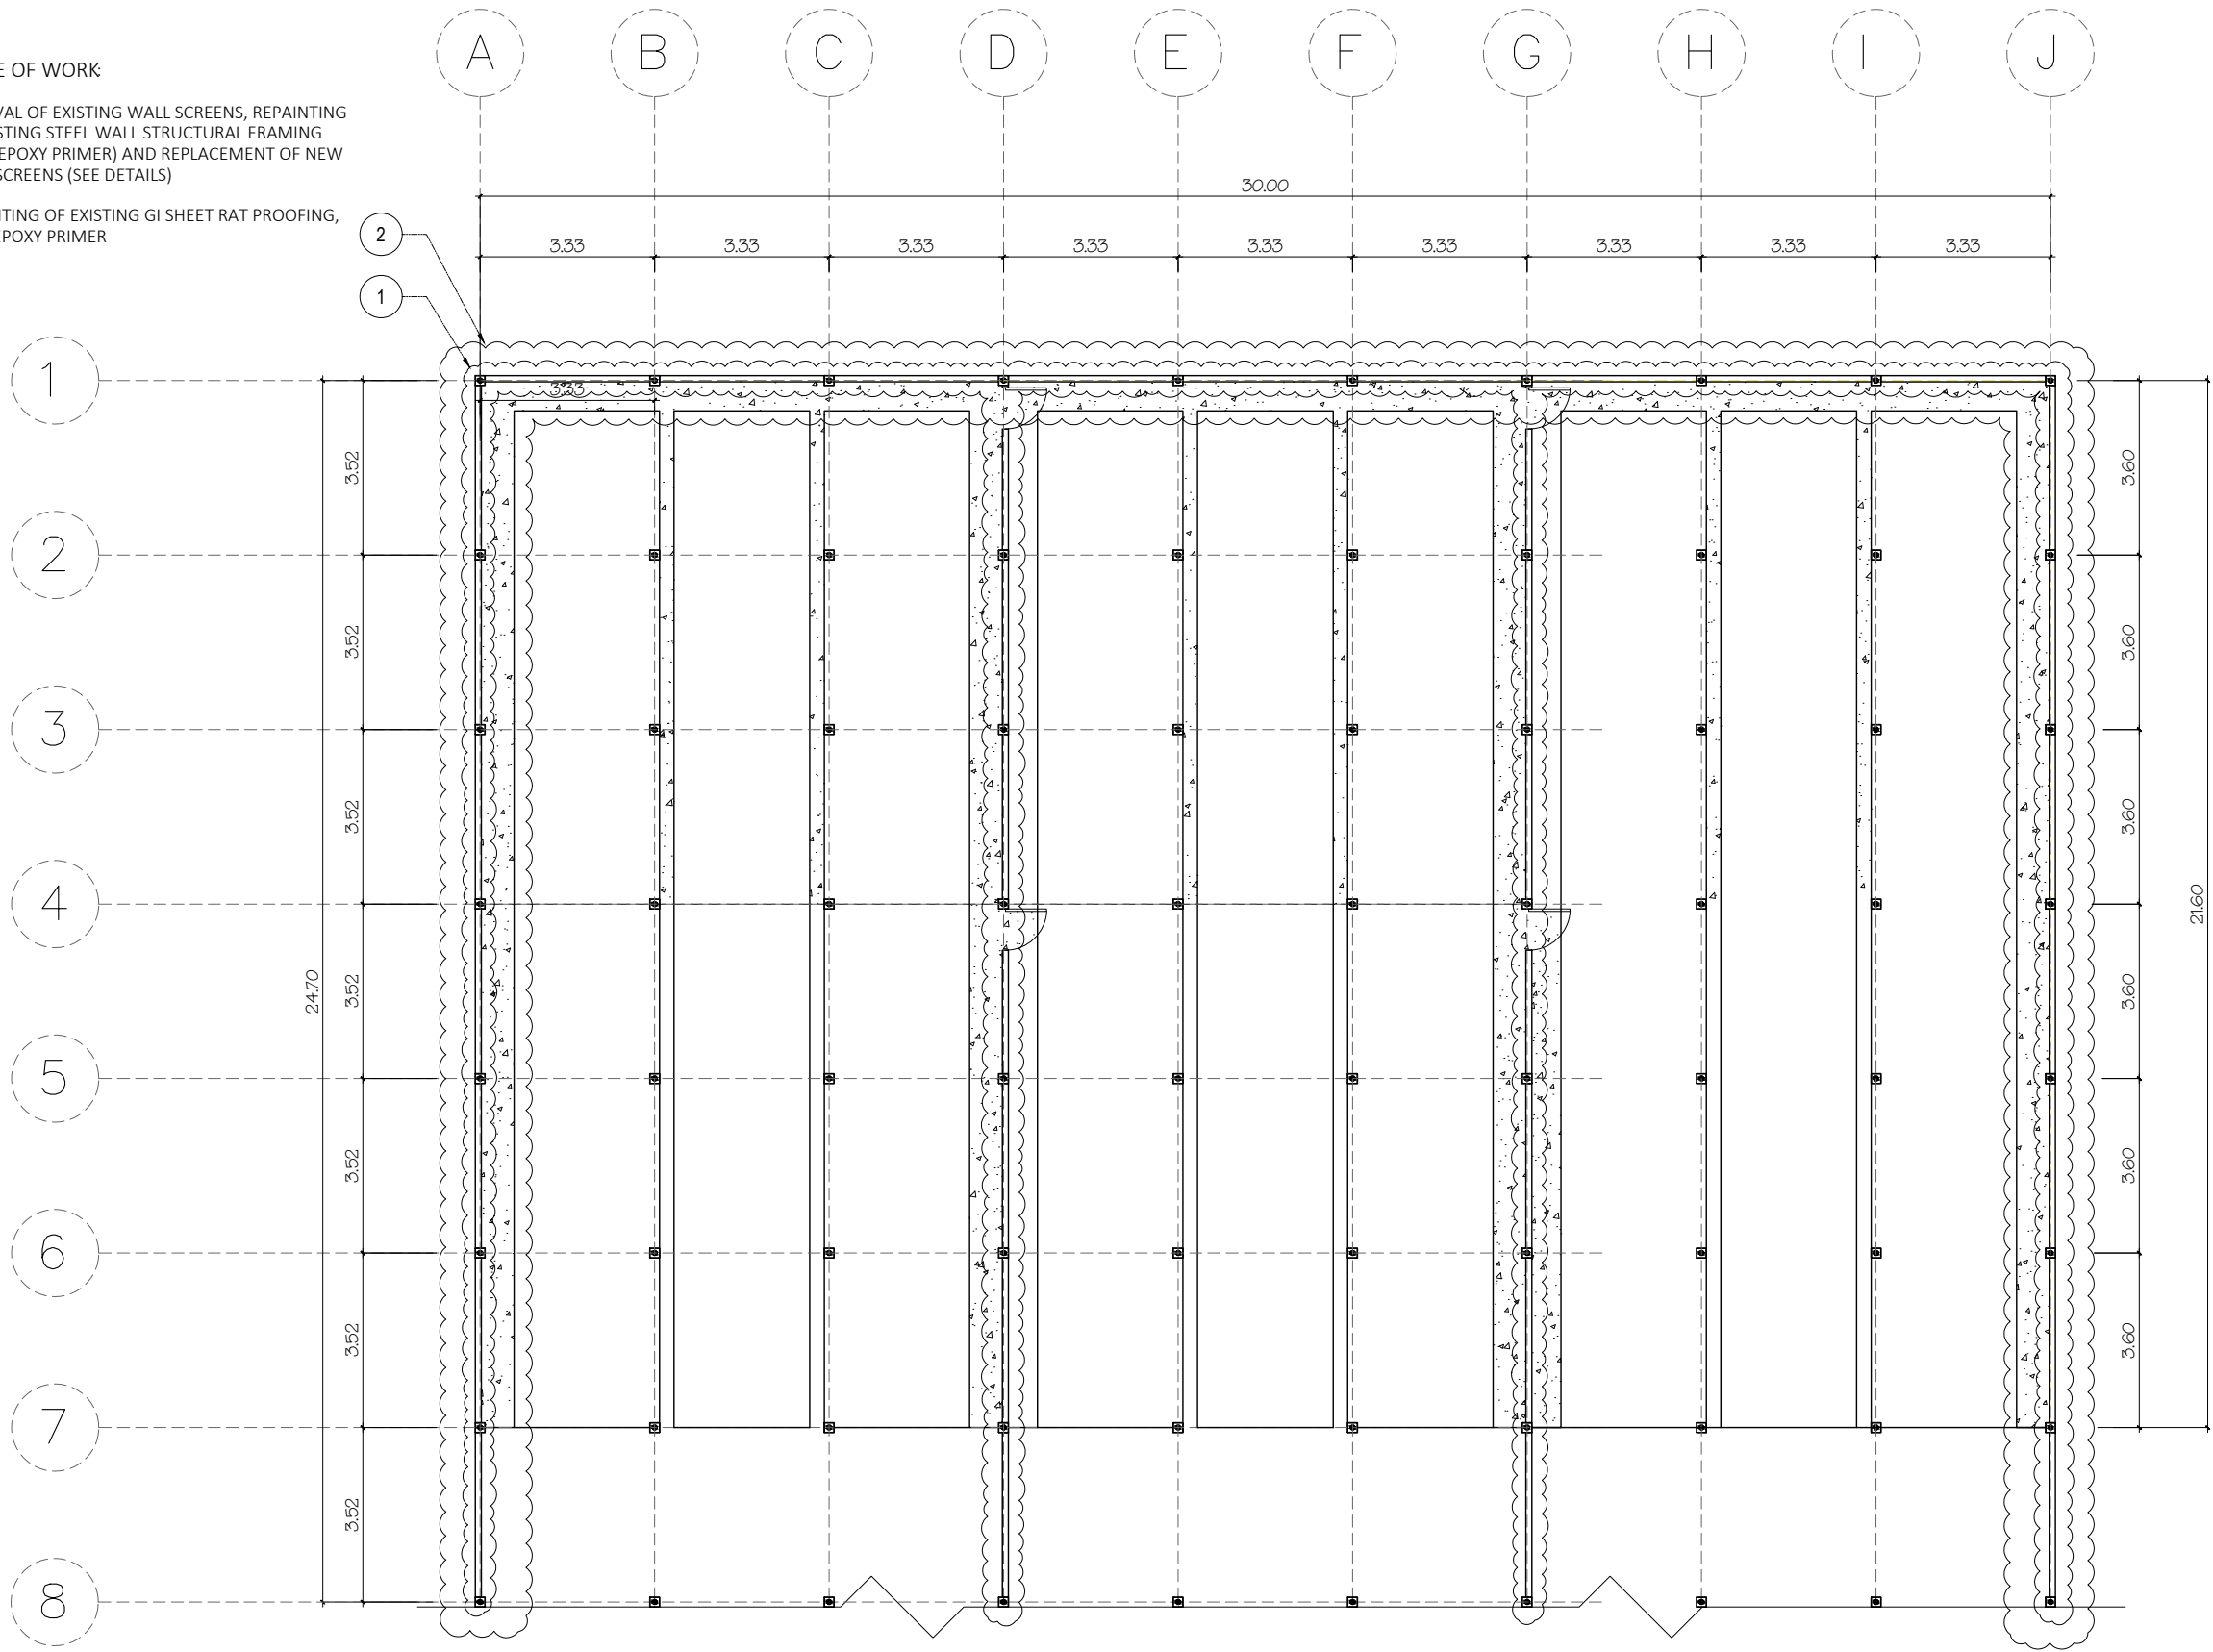 A B C D E F G H I J
E OF WORK:
VAL OF EXISTING WALL SCREENS, REPAINTING
STING STEEL WALL STRUCTURAL FRAMING
EPOXY PRIMER) AND REPLACEMENT OF NEW
SCREENS (SEE DETAILS)
TING OF EXISTING GI SHEET RAT PROOFING,
EPOXY PRIMER
30.00
2
3.33 3.33 3.33 3.33 3.33 3.33 3.33 3.33 3.33
1
1
3.33
3.52 3.60
2
3.52 3.60
3
3.52 3.60
4
21.60
24.70
3.52 3.60
5
3.52 3.60
6
3.52 3.60
7
3.52
8